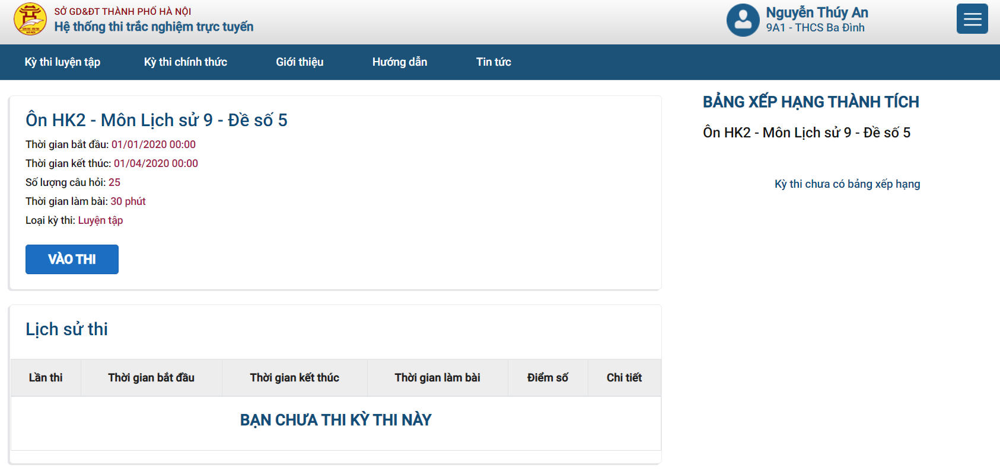 SỞ GD&ĐT THÀNH PHỐ HÀ NỘI
Hệ thống thi trắc nghiệm trực tuyến
Nguyễn Thúy An
9A1 - THCS Ba Đình
Kỳ thi luyện tập
Kỳ thi chính thức
Giới thiệu
Hướng dẫn
Tin tức
Ôn HK2 - Môn Lịch sử 9 - Đề số 5
Thời gian bắt đầu: 01/01/2020 00:00
Thời gian kết thúc: 01/04/2020 00:00
Số lượng câu hỏi: 25
Thời gian làm bài: 30 phút
Loại kỳ thi: Luyện tập
VÀO THI
Lịch sử thi
Lần thi
Thời gian bắt đầu
Thời gian kết thúc
Thời gian làm bài
Điểm số
Chi tiết
BẠN CHƯA THI KỲ THI NÀY
BẢNG XẾP HẠNG THÀNH TÍCH
Ôn HK2 - Môn Lịch sử 9 - Đề số 5
Kỳ thi chưa có bảng xếp hạng